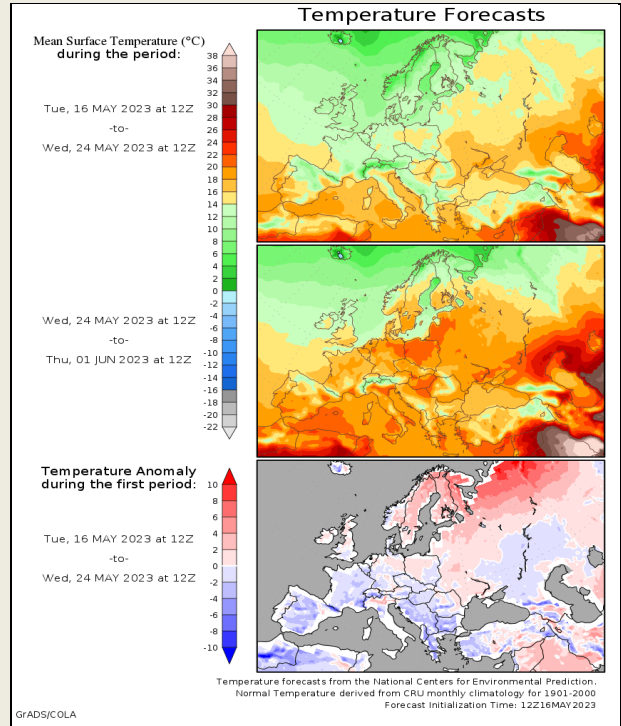 Temperature Forecasts
Mean Surface Temperature (°C)
during the period:
Tue, 16 MAY 2023 at 12Z
-to-
Wed, 24 MAY 2023 at 12Z
38
36
34
32
30
28
26
24
22
20
18
16
14
12
10
8
6
4
2
0
-2
-4
-6
-8
-10
-12
-14
-16
-18
-20
-22
Wed, 24 MAY 2023 at 12Z
-to-
Thu, 01 JUN 2023 at 12Z
Temperature Anomaly
during the first period:
Tue, 16 MAY 2023 at 12Z
-to-
Wed, 24 MAY 2023 at 12Z
10
8
6
4
2
0
-2
-4
-6
-8
-10
Temperature forecasts from the National Centers for Environmental Prediction.
Normal Temperature derived from CRU monthly climatology for 1901-2000
Forecast Initialization Time: 12Z16MAY2023
GrADS/COLA